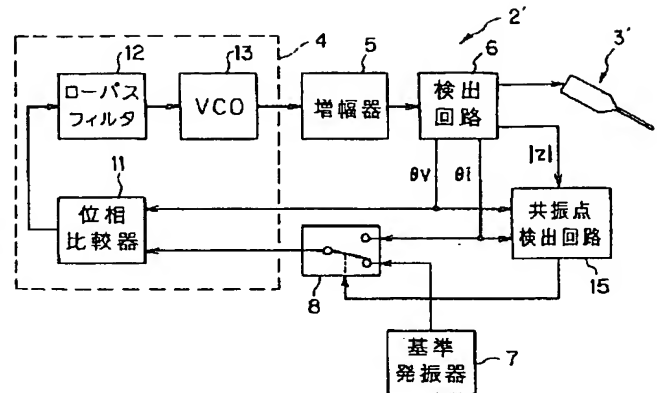 2'
4
5
6
3'
12
13
ローパス
フィルタ
VCO
増幅器
検出
回路
|Z|
θv
θi
11
位相
比較器
共振点
検出回路
15
8
基準
発振器
7